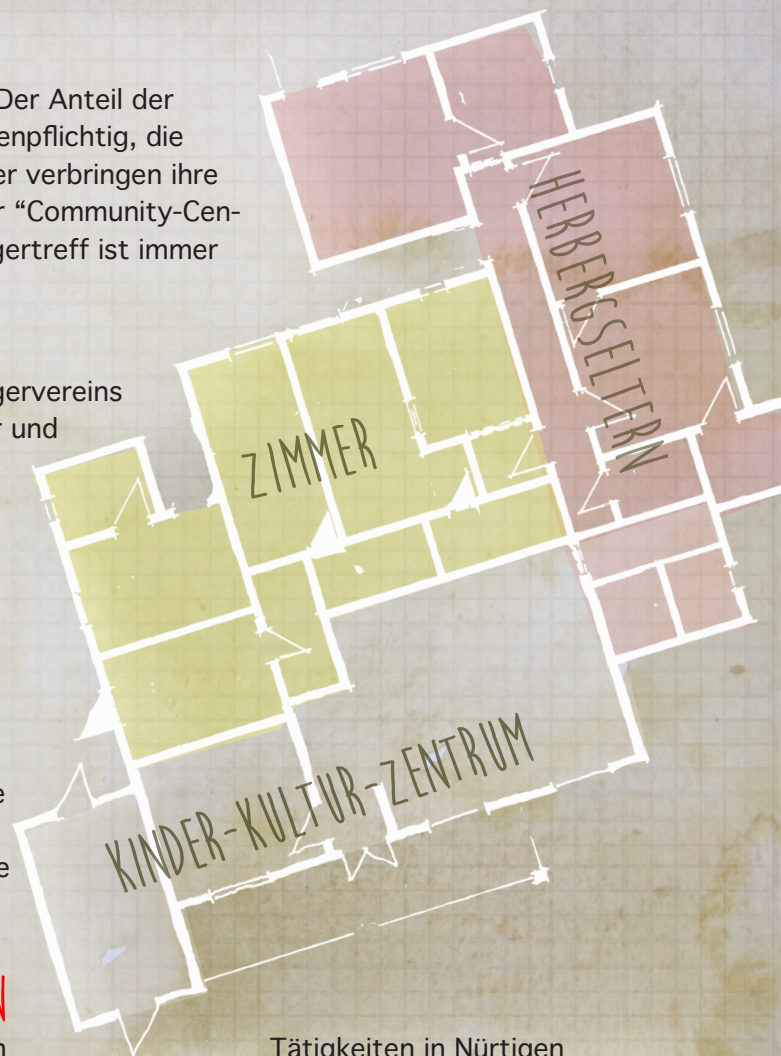 Der Anteil der
enpflichtig, die
er verbringen ihre
r “Community-Cen-
gertreff ist immer
gervereins
r und
HERBERGSELTERN
ZIMMER
KINDER-KULTUR-ZENTRUM
e
e
N
n
Tätigkeiten in Nürtigen